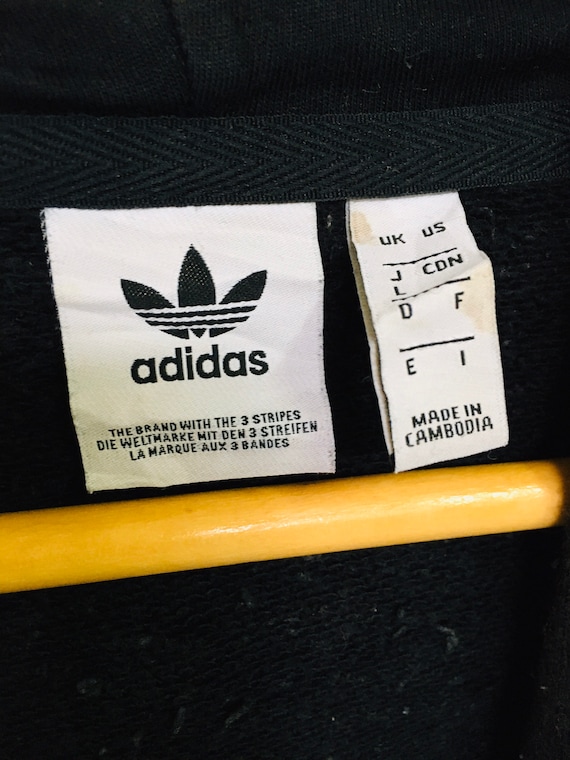 adidas
THE BRAND WITH THE 3 STRIPES
DIE WELTMARKE MIT DEN 3 STREIFEN
LA MARQUE AUX 3 BANDES
UK US
J CDN
L
D F
E I
MADE IN
CAMBODIA